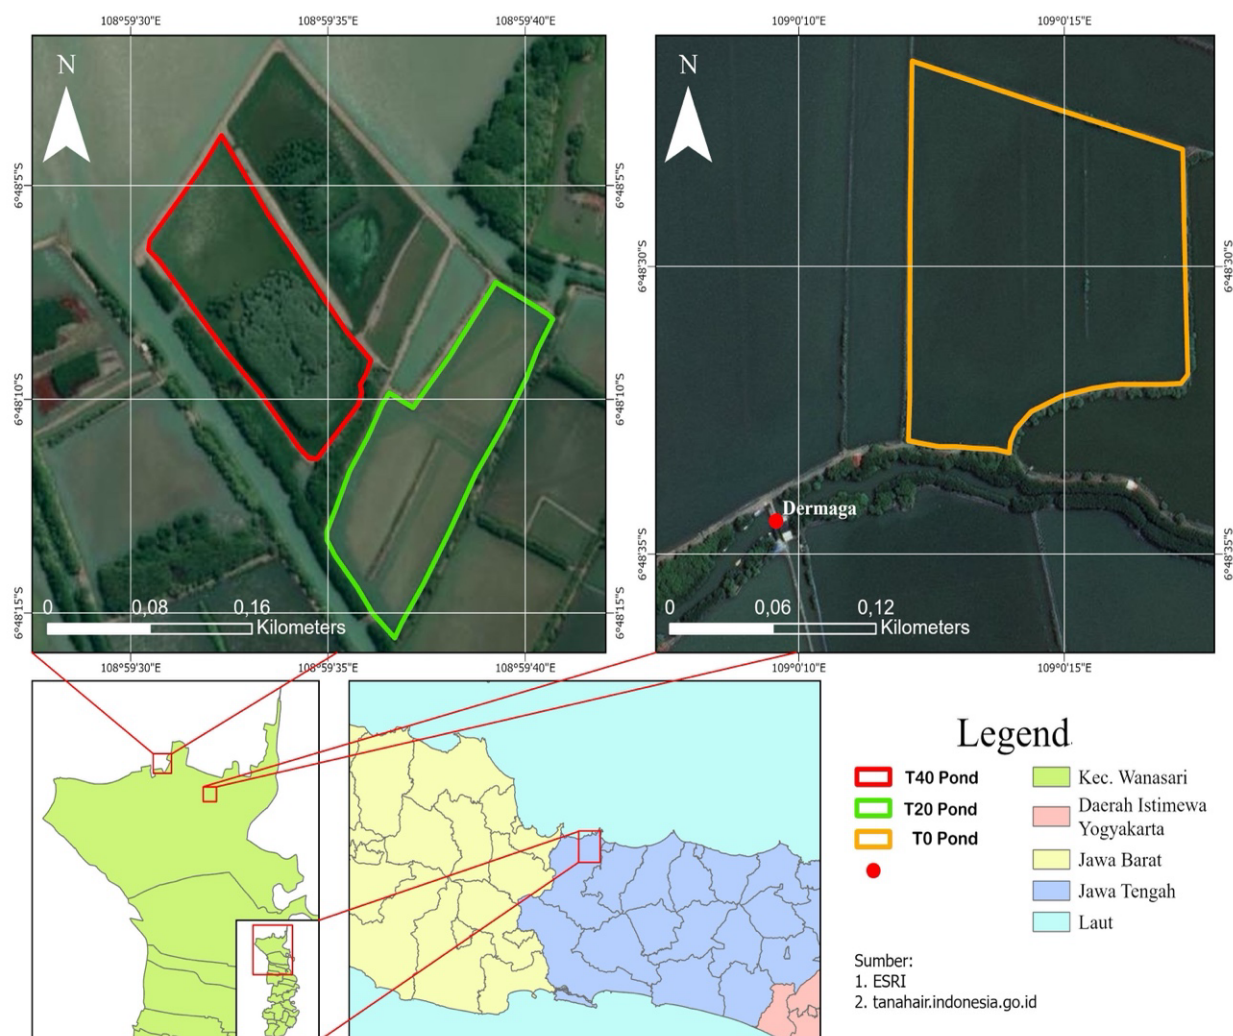 108°59'30"E 108°59'35"E 108°59'40"E
109°0'10"E 109°0'15"E
N
N
6°48'5"S
6°48'5"S
6°48'10"S
6°48'10"S
6°48'15"S
6°48'15"S
6°48'30"S
6°48'30"S
6°48'35"S
6°48'35"S
Dermaga
0 0,08 0,16
Kilometers
0 0,06 0,12
Kilometers
108°59'30"E 108°59'35"E 108°59'40"E
109°0'10"E 109°0'15"E
Legend
T40 Pond
T20 Pond
T0 Pond
Kec. Wanasari
Daerah Istimewa
Yogyakarta
Jawa Barat
Jawa Tengah
Laut
Sumber:
1. ESRI
2. tanahair.indonesia.go.id